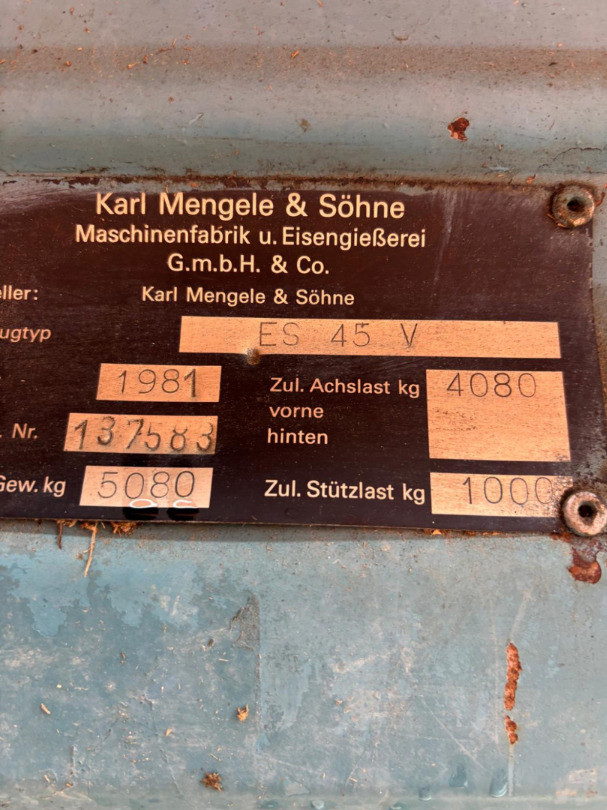 Karl Mengele & Söhne
Maschinenfabrik u. Eisengießerei
G.m.b.H. & Co.
eller: Karl Mengele & Söhne
ugtyp ES 45 V
1981 Zul. Achslast kg 4080
vorne
. Nr. 137583 hinten
Gew. kg 5080 Zul. Stützlast kg 1000